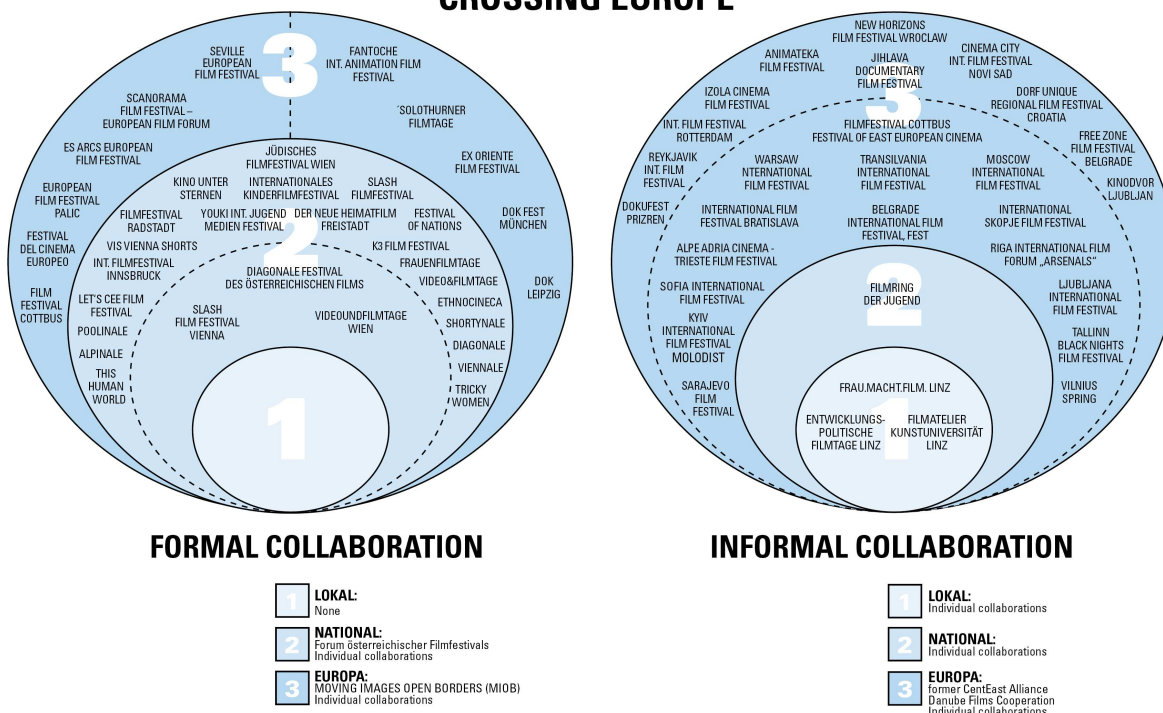 CROSSING EUROPE
3
SEVILLE
EUROPEAN
FILM FESTIVAL
FANTOCHE
INT. ANIMATION FILM
FESTIVAL
SCANORAMA
FILM FESTIVAL –
EUROPEAN FILM FORUM
´SOLOTHURNER
FILMTAGE
ES ARCS EUROPEAN
FILM FESTIVAL
EX ORIENTE
FILM FESTIVAL
EUROPEAN
FILM FESTIVAL
PALIC
DOK FEST
MÜNCHEN
FESTIVAL
DEL CINEMA
EUROPEO
DOK
LEIPZIG
FILM
FESTIVAL
COTTBUS
JÜDISCHES
FILMFESTIVAL WIEN
KINO UNTER
STERNEN
INTERNATIONALES
KINDERFILMFESTIVAL
SLASH
FILMFESTIVAL
FILMFESTIVAL
RADSTADT
YOUKI INT. JUGEND
MEDIEN FESTIVAL
DER NEUE HEIMATFILM
FREISTADT
FESTIVAL
OF NATIONS
2
VIS VIENNA SHORTS
K3 FILM FESTIVAL
INT. FILMFESTIVAL
INNSBRUCK
FRAUENFILMTAGE
DIAGONALE FESTIVAL
DES ÖSTERREICHISCHEN FILMS
VIDEO&FILMTAGE
LET'S CEE FILM
FESTIVAL
ETHNOCINECA
SLASH
FILM FESTIVAL
VIENNA
VIDEOUNDFILMTAGE
WIEN
SHORTYNALE
POOLINALE
DIAGONALE
ALPINALE
VIENNALE
THIS
HUMAN
WORLD
TRICKY
WOMEN
1
FORMAL COLLABORATION
1
LOKAL:
None
2
NATIONAL:
Forum österreichischer Filmfestivals
Individual collaborations
3
EUROPA:
MOVING IMAGES OPEN BORDERS (MIOB)
Individual collaborations
NEW HORIZONS
FILM FESTIVAL WROCLAW
ANIMATEKA
FILM FESTIVAL
JIHLAVA
DOCUMENTARY
FILM FESTIVAL
CINEMA CITY
INT. FILM FESTIVAL
NOVI SAD
3
IZOLA CINEMA
FILM FESTIVAL
DORF UNIQUE
REGIONAL FILM FESTIVAL
CROATIA
INT. FILM FESTIVAL
ROTTERDAM
FILMFESTIVAL COTTBUS
FESTIVAL OF EAST EUROPEAN CINEMA
FREE ZONE
FILM FESTIVAL
BELGRADE
REYKJAVIK
INT. FILM
FESTIVAL
WARSAW
NTERNATIONAL
FILM FESTIVAL
TRANSILVANIA
INTERNATIONAL
FILM FESTIVAL
MOSCOW
INTERNATIONAL
FILM FESTIVAL
KINODVOR
LJUBLJAN
DOKUFEST
PRIZREN
INTERNATIONAL FILM
FESTIVAL BRATISLAVA
BELGRADE
INTERNATIONAL FILM
FESTIVAL, FEST
INTERNATIONAL
SKOPJE FILM FESTIVAL
ALPE ADRIA CINEMA -
TRIESTE FILM FESTIVAL
RIGA INTERNATIONAL FILM
FORUM „ARSENALS“
2
SOFIA INTERNATIONAL
FILM FESTIVAL
FILMRING
DER JUGEND
LJUBLJANA
INTERNATIONAL
FILM FESTIVAL
KYIV
INTERNATIONAL
FILM FESTIVAL
MOLODIST
TALLINN
BLACK NIGHTS
FILM FESTIVAL
SARAJEVO
FILM
FESTIVAL
VILNIUS
SPRING
FRAU.MACHT.FILM. LINZ
ENTWICKLUNGS-
POLITISCHE
FILMTAGE LINZ
FILMATELIER
KUNSTUNIVERSITÄT
LINZ
1
INFORMAL COLLABORATION
1
LOKAL:
Individual collaborations
2
NATIONAL:
Individual collaborations
3
EUROPA:
former CentEast Alliance
Danube Films Cooperation
Individual collaborations